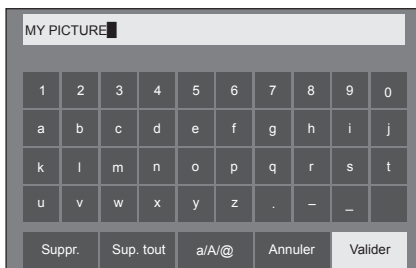 MY PICTURE
1 2 3 4 5 6 7 8 9 0
a b c d e f g h i j
k l m n o p q r s t
u v w x y z . – _
Suppr. Sup. tout a/A/@ Annuler Valider